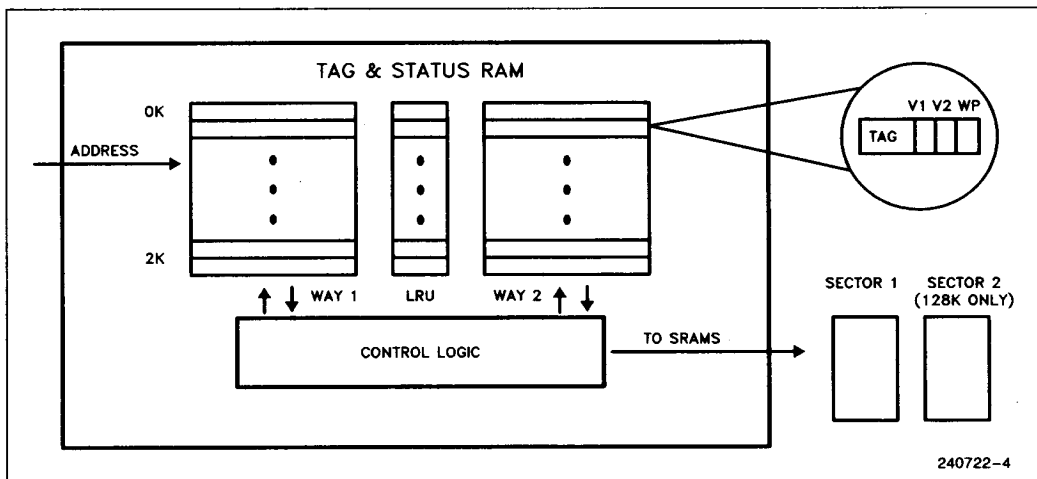 TAG & STATUS RAM
0K
ADDRESS
2K
WAY 1
LRU
WAY 2
CONTROL LOGIC
TO SRAMS
V1 V2 WP
TAG
SECTOR 1
SECTOR 2
(128K ONLY)
240722-4